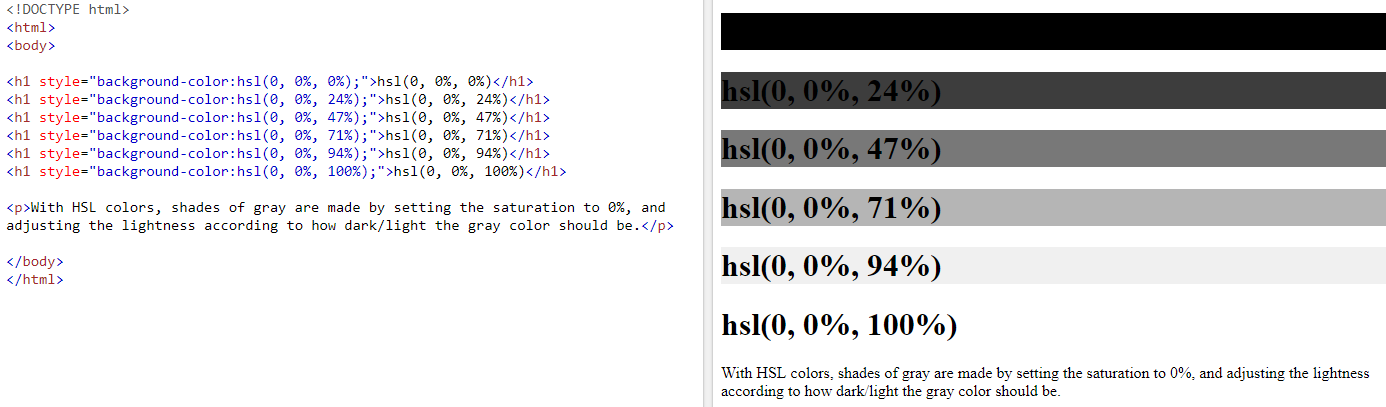 <!DOCTYPE html>
<html>
<body>
<h1 style="background-color:hsl(0, 0%, 0%);">hsl(0, 0%, 0%)</h1>
<h1 style="background-color:hsl(0, 0%, 24%);">hsl(0, 0%, 24%)</h1>
<h1 style="background-color:hsl(0, 0%, 47%);">hsl(0, 0%, 47%)</h1>
<h1 style="background-color:hsl(0, 0%, 71%);">hsl(0, 0%, 71%)</h1>
<h1 style="background-color:hsl(0, 0%, 94%);">hsl(0, 0%, 94%)</h1>
<h1 style="background-color:hsl(0, 0%, 100%);">hsl(0, 0%, 100%)</h1>
<p>With HSL colors, shades of gray are made by setting the saturation to 0%, and
adjusting the lightness according to how dark/light the gray color should be.</p>
</body>
</html>
hsl(0, 0%, 24%)
hsl(0, 0%, 47%)
hsl(0, 0%, 71%)
hsl(0, 0%, 94%)
hsl(0, 0%, 100%)
With HSL colors, shades of gray are made by setting the saturation to 0%, and adjusting the lightness
according to how dark/light the gray color should be.